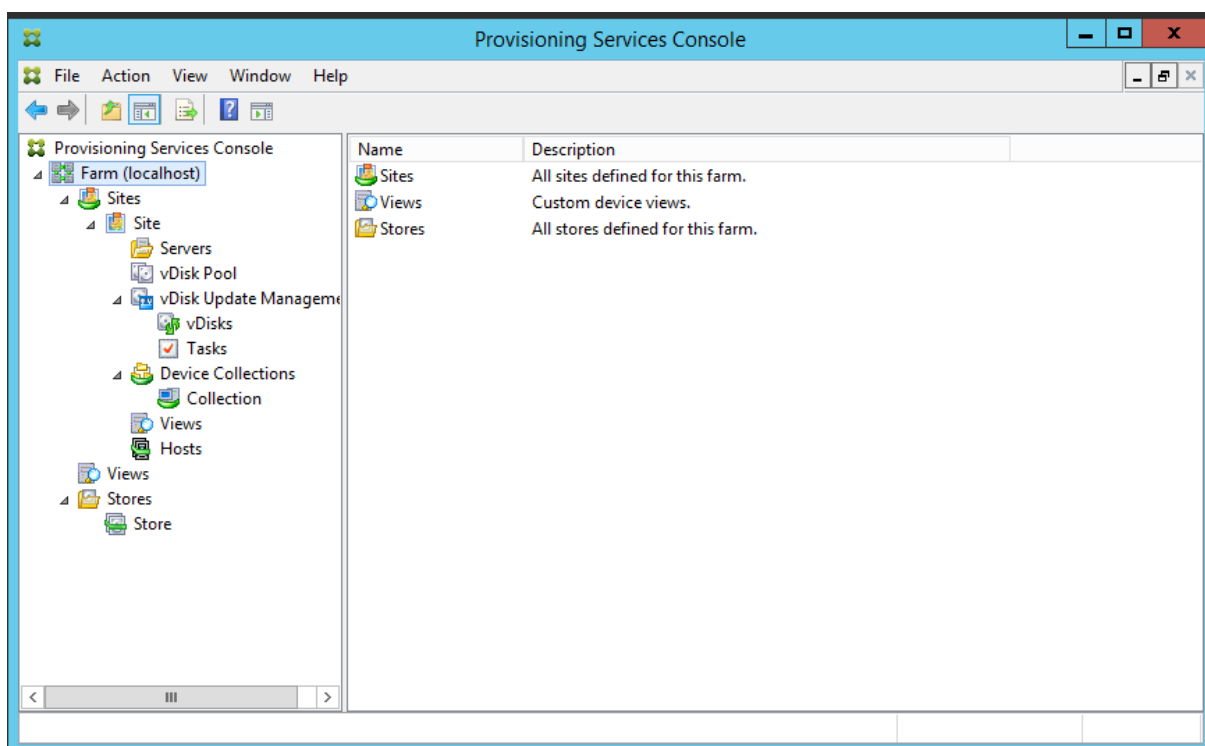 Provisioning Services Console
File Action View Window Help
Provisioning Services Console
Farm (localhost)
Sites
Site
Servers
vDisk Pool
vDisk Update Manageme
vDisks
Tasks
Device Collections
Collection
Views
Hosts
Views
Stores
Store
Name Description
Sites All sites defined for this farm.
Views Custom device views.
Stores All stores defined for this farm.